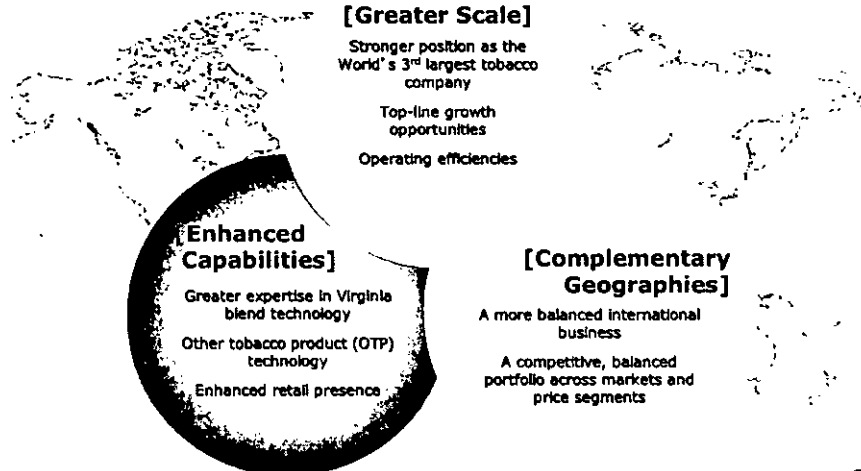 [Greater Scale]
Stronger position as the
World's 3rd largest tobacco
company
Top-line growth
opportunities
Operating efficiencies
[Enhanced
Capabilities]
Greater expertise in Virginia
blend technology
Other tobacco product (OTP)
technology
Enhanced retail presence
[Complementary
Geographies]
A more balanced international
business
A competitive, balanced
portfolio across markets and
price segments